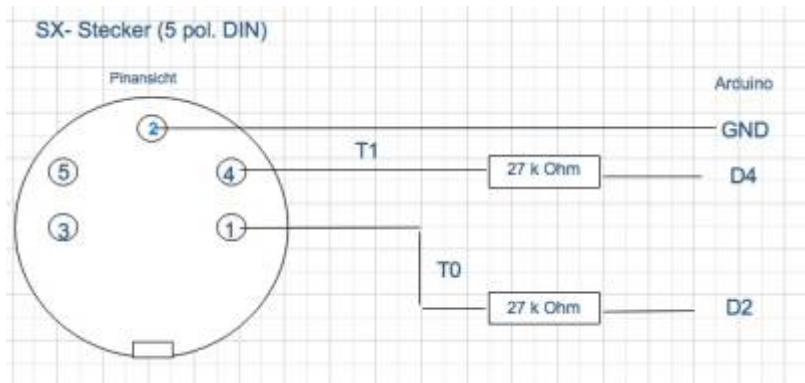 SX- Stecker (5 pol. DIN)
Pinansicht
Arduino
2
GND
T1
5
4
27 k Ohm
D4
3
1
T0
27 k Ohm
D2